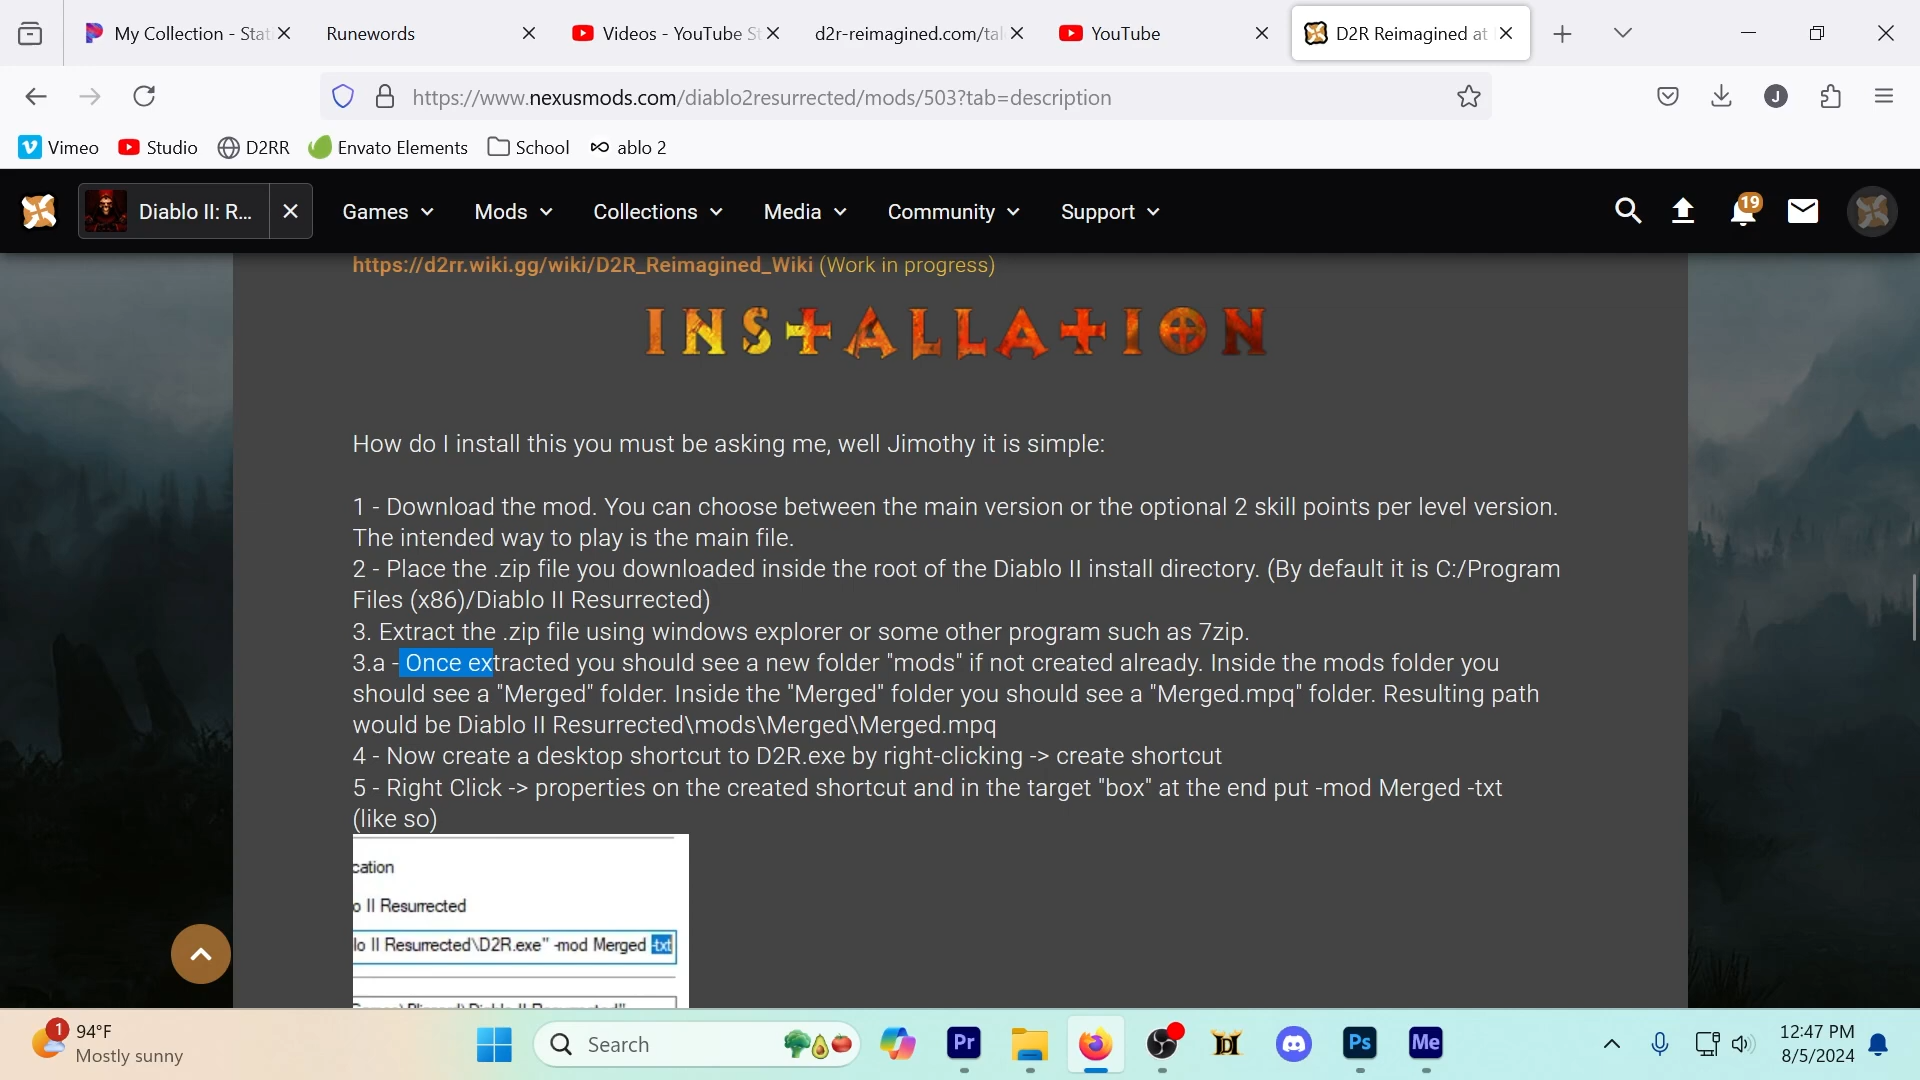 My Collection - Stat
Runewords
Videos - YouTube St
d2r-reimagined.com/tal
YouTube
D2R Reimagined at
https://www.nexusmods.com/diablo2resurrected/mods/503?tab=description
J
Vimeo
Studio
D2RR
Envato Elements
School
ablo 2
Diablo II: R...
Games
Mods
Collections
Media
Community
Support
19
https://d2rr.wiki.gg/wiki/D2R_Reimagined_Wiki (Work in progress)
INSTALLATION
How do I install this you must be asking me, well Jimothy it is simple:
1 - Download the mod. You can choose between the main version or the optional 2 skill points per level version.
The intended way to play is the main file.
2 - Place the .zip file you downloaded inside the root of the Diablo II install directory. (By default it is C:/Program
Files (x86)/Diablo II Resurrected)
3. Extract the .zip file using windows explorer or some other program such as 7zip.
3.a - Once extracted you should see a new folder "mods" if not created already. Inside the mods folder you
should see a "Merged" folder. Inside the "Merged" folder you should see a "Merged.mpq" folder. Resulting path
would be Diablo II Resurrected\mods\Merged\Merged.mpq
4 - Now create a desktop shortcut to D2R.exe by right-clicking -> create shortcut
5 - Right Click -> properties on the created shortcut and in the target "box" at the end put -mod Merged -txt
(like so)
cation
o II Resurrected
lo II Resurrected\D2R.exe" -mod Merged -txt
1
94°F
Mostly sunny
Search
Pr
Ps
Me
12:47 PM
8/5/2024